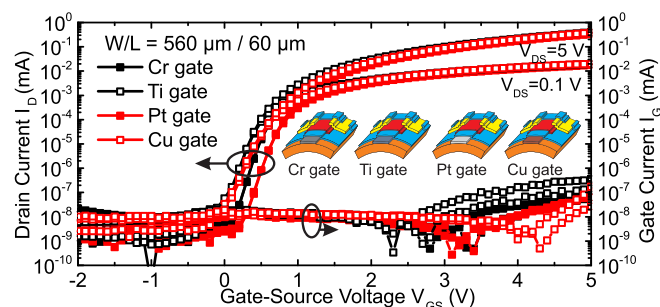 10⁰
10⁻¹
10⁻²
10⁻³
10⁻⁴
10⁻⁵
10⁻⁶
10⁻⁷
10⁻⁸
10⁻⁹
10⁻¹⁰
Drain Current I_D (mA)
W/L = 560 µm / 60 µm
Cr gate
Ti gate
Pt gate
Cu gate
V_DS=5 V
V_DS=0.1 V
Cr gate Ti gate Pt gate Cu gate
10⁰
10⁻¹
10⁻²
10⁻³
10⁻⁴
10⁻⁵
10⁻⁶
10⁻⁷
10⁻⁸
10⁻⁹
10⁻¹⁰
Gate Current I_G (mA)
-2 -1 0 1 2 3 4 5
Gate-Source Voltage V_GS (V)